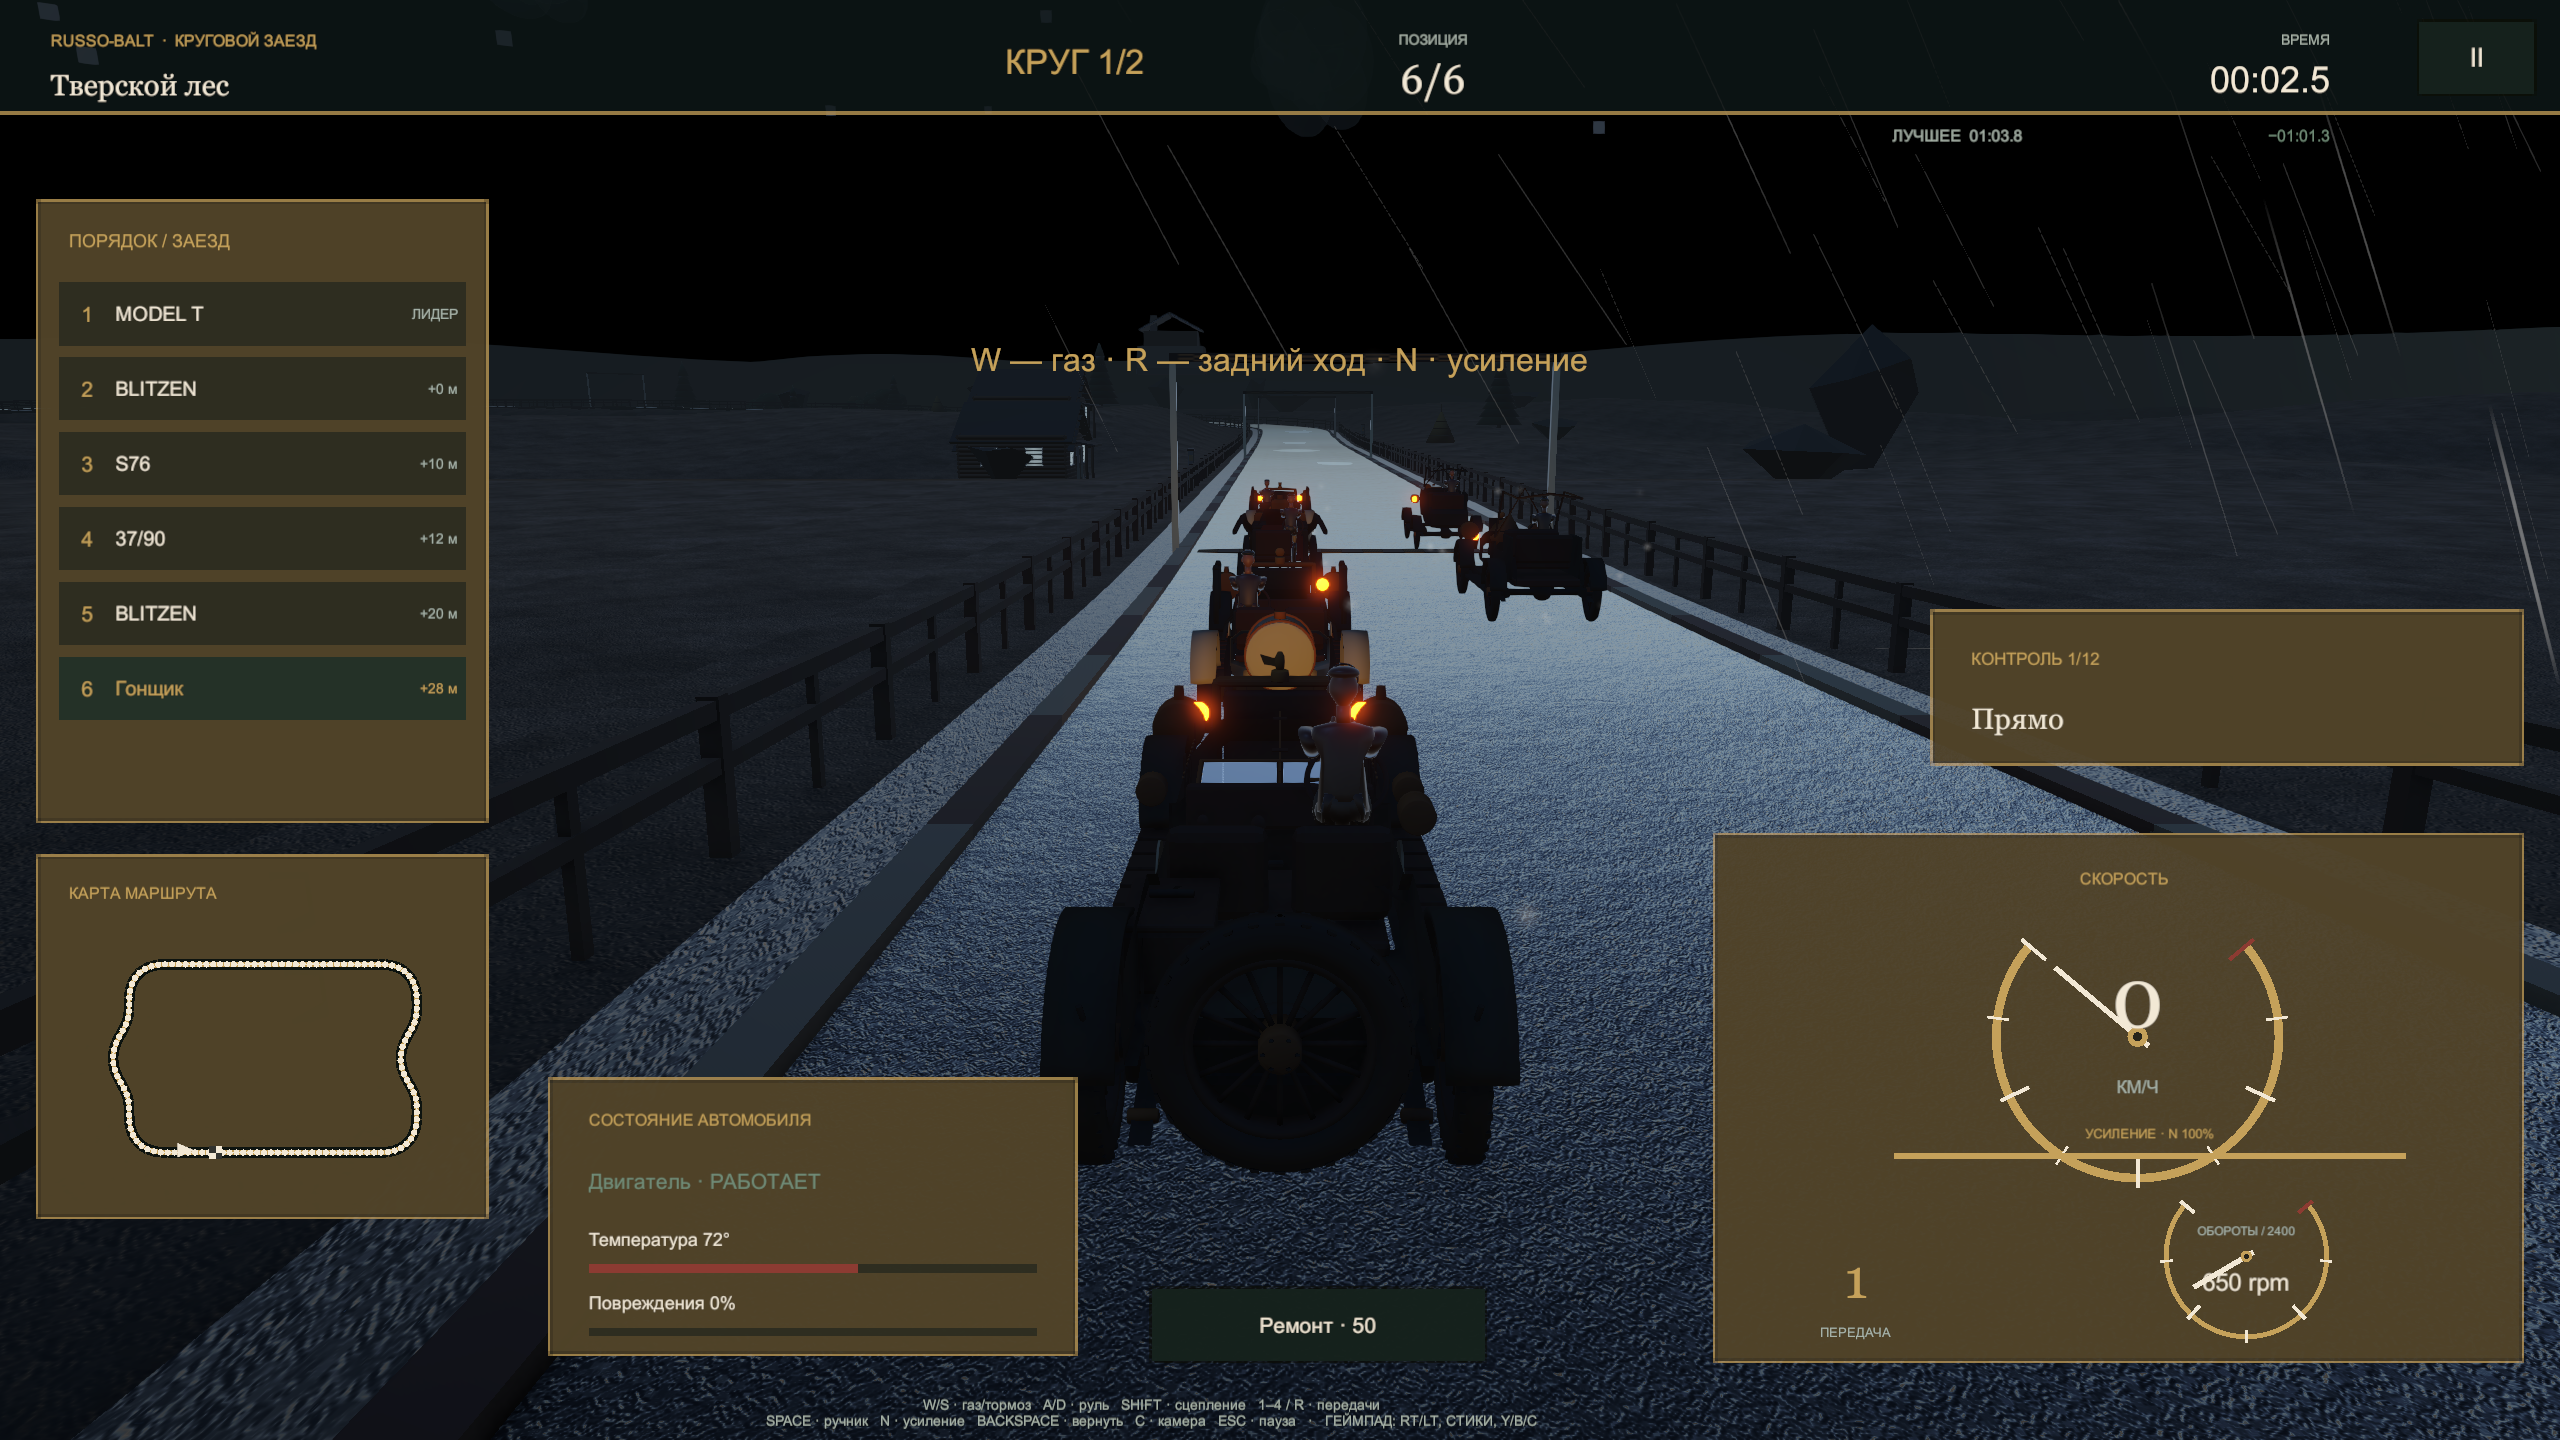 RUSSO-BALT · КРУГОВОЙ ЗАЕЗД
Тверской лес
КРУГ 1/2
ПОЗИЦИЯ
6/6
ВРЕМЯ
00:02.5
II
ЛУЧШЕЕ 01:03.8
−01:01.3
ПОРЯДОК / ЗАЕЗД
1 MODEL T ЛИДЕР
2 BLITZEN +0 м
3 S76 +10 м
4 37/90 +12 м
5 BLITZEN +20 м
6 Гонщик +28 м
W — газ · R — задний ход · N · усиление
КОНТРОЛЬ 1/12
Прямо
КАРТА МАРШРУТА
СОСТОЯНИЕ АВТОМОБИЛЯ
Двигатель · РАБОТАЕТ
Температура 72°
Повреждения 0%
Ремонт · 50
СКОРОСТЬ
0
КМ/Ч
УСИЛЕНИЕ · N 100%
ОБОРОТЫ / 2400
650 rpm
1
ПЕРЕДАЧА
W/S · газ/тормоз A/D · руль SHIFT · сцепление 1–4 / R · передачи
SPACE · ручник N · усиление BACKSPACE · вернуть C · камера ESC · пауза · ГЕЙМПАД: RT/LT, СТИКИ, Y/B/C